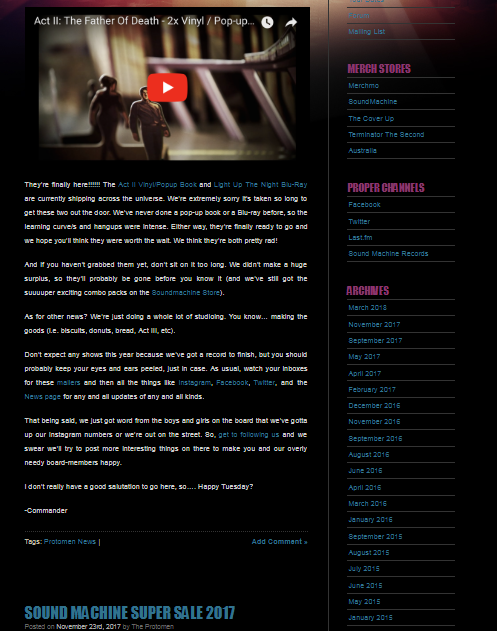 Act II: The Father Of Death - 2x Vinyl / Pop-up...
They're finally here!!!!!! The Act II Vinyl/Popup Book and Light Up The Night Blu-Ray
are currently shipping across the universe. We're extremely sorry it's taken so long to
get these two out the door. We've never done a pop-up book or a Blu-ray before, so the
learning curve/s and hangups were intense. Either way, they're finally ready to go and
we hope you'll think they were worth the wait. We think they're both pretty rad!
And if you haven't grabbed them yet, don't sit on it too long. We didn't make a huge
surplus, so they'll probably be gone before you know it (and we've still got the
suuuuper exciting combo packs on the Soundmachine Store).
As for other news? We're just doing a whole lot of studioing. You know... making the
goods (i.e. biscuits, donuts, bread, Act III, etc).
Don't expect any shows this year because we've got a record to finish, but you should
probably keep your eyes and ears peeled, just in case. As usual, watch your inboxes
for these mailers and then all the things like Instagram, Facebook, Twitter, and the
News page for any and all updates of any and all kinds.
That being said, we just got word from the boys and girls on the board that we've gotta
up our Instagram numbers or we're out on the street. So, get to following us and we
swear we'll try to post more interesting things on there to make you and our overly
needy board-members happy.
I don't really have a good salutation to go here, so.... Happy Tuesday?
-Commander
Tags: Protomen News |
Add Comment »
SOUND MACHINE SUPER SALE 2017
Posted on November 23rd, 2017 by The Protomen
Mailing List
MERCH STORES
Merchmo
SoundMachine
The Cover Up
Terminator The Second
Australia
PROPER CHANNELS
Facebook
Twitter
Last.fm
Sound Machine Records
ARCHIVES
March 2018
November 2017
September 2017
May 2017
April 2017
February 2017
December 2016
November 2016
September 2016
August 2016
June 2016
April 2016
March 2016
January 2016
September 2015
August 2015
July 2015
June 2015
May 2015
January 2015